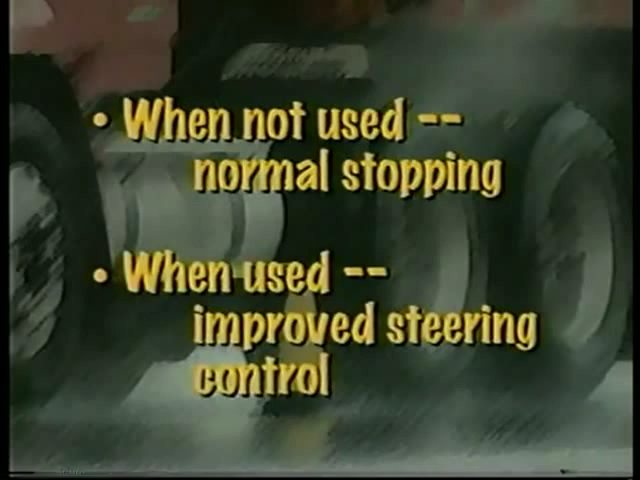 • When not used --
normal stopping
• When used --
improved steering
control